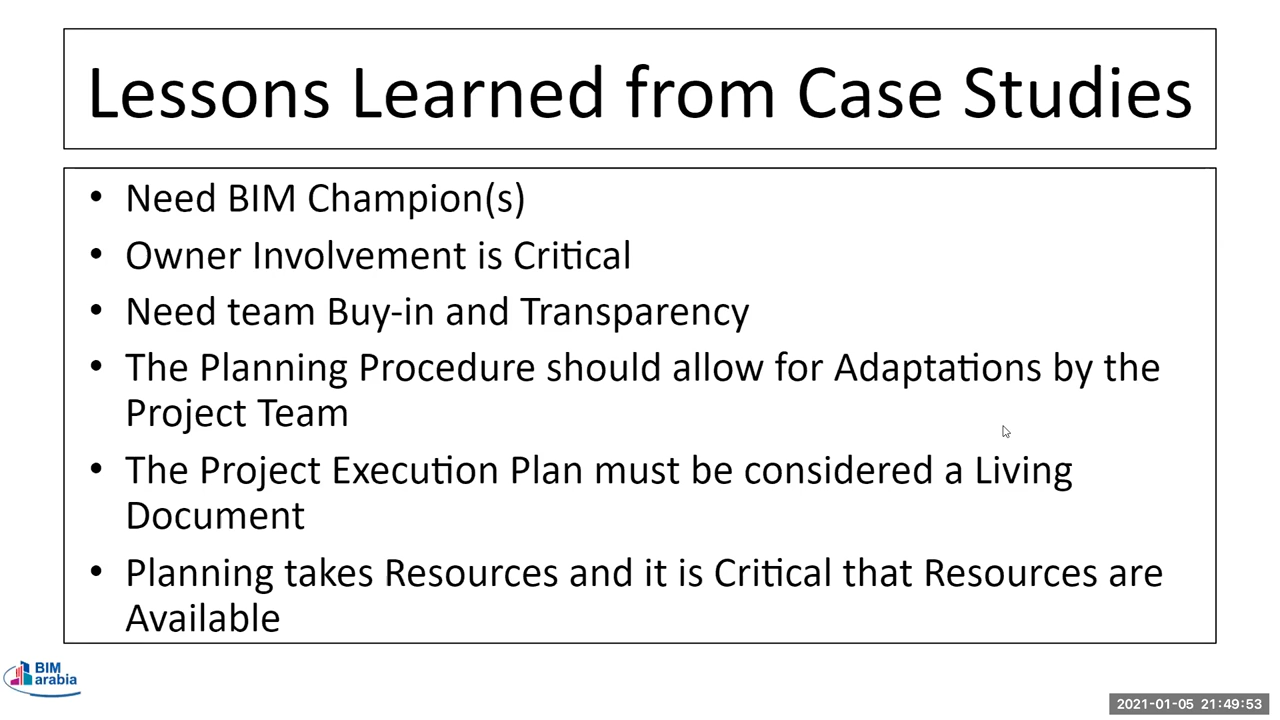 Lessons Learned from Case Studies
• Need BIM Champion(s)
• Owner Involvement is Critical
• Need team Buy-in and Transparency
• The Planning Procedure should allow for Adaptations by the
Project Team
• The Project Execution Plan must be considered a Living
Document
• Planning takes Resources and it is Critical that Resources are
Available
BIM
arabia
2021-01-05 21:49:53